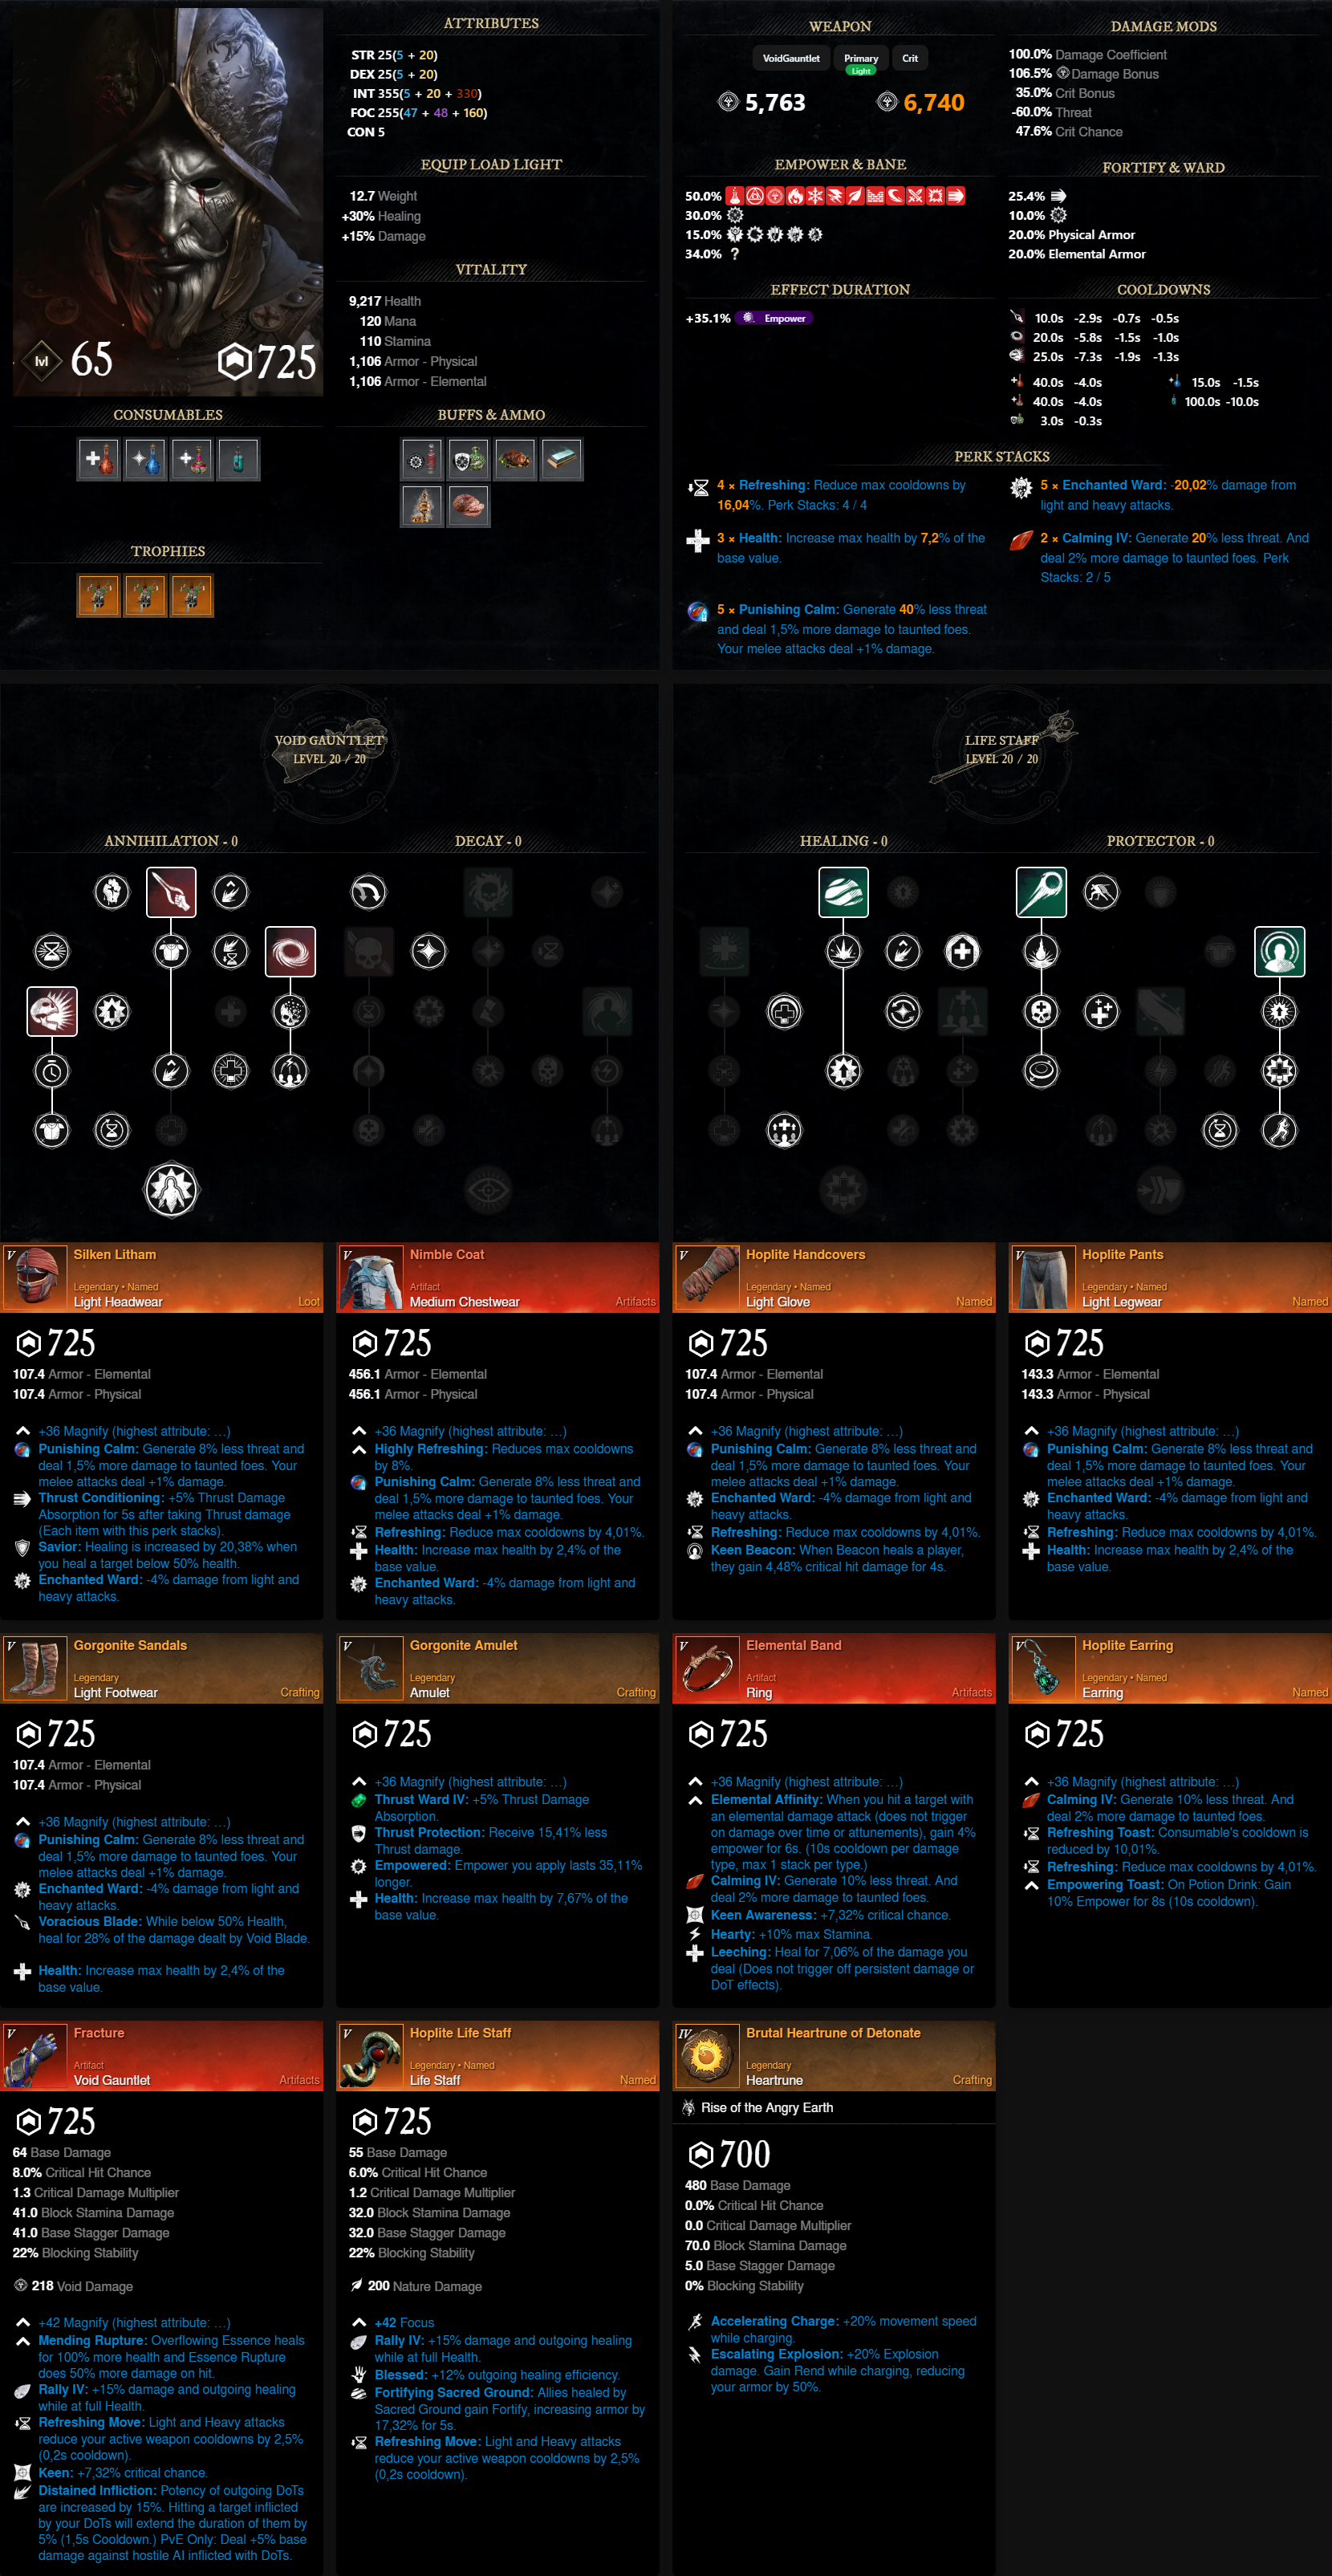 ATTRIBUTES
STR 25(5 + 20)
DEX 25(5 + 20)
INT 355(5 + 20 + 330)
FOC 255(47 + 48 + 160)
CON 5
EQUIP LOAD LIGHT
12.7 Weight
+30% Healing
+15% Damage
VITALITY
9,217 Health
120 Mana
110 Stamina
1,106 Armor - Physical
1,106 Armor - Elemental
lvl 65
725
CONSUMABLES
BUFFS & AMMO
TROPHIES
WEAPON
VoidGauntlet
Primary
Light
Crit
5,763
6,740
DAMAGE MODS
100.0% Damage Coefficient
106.5% Damage Bonus
35.0% Crit Bonus
-60.0% Threat
47.6% Crit Chance
EMPOWER & BANE
50.0%
30.0%
15.0%
34.0% ?
FORTIFY & WARD
25.4%
10.0%
20.0% Physical Armor
20.0% Elemental Armor
EFFECT DURATION
+35.1% Empower
COOLDOWNS
10.0s -2.9s -0.7s -0.5s
20.0s -5.8s -1.5s -1.0s
25.0s -7.3s -1.9s -1.3s
40.0s -4.0s 15.0s -1.5s
40.0s -4.0s 100.0s -10.0s
3.0s -0.3s
PERK STACKS
4 × Refreshing: Reduce max cooldowns by
16,04%. Perk Stacks: 4 / 4
5 × Enchanted Ward: -20,02% damage from
light and heavy attacks.
3 × Health: Increase max health by 7,2% of the
base value.
2 × Calming IV: Generate 20% less threat. And
deal 2% more damage to taunted foes. Perk
Stacks: 2 / 5
5 × Punishing Calm: Generate 40% less threat
and deal 1,5% more damage to taunted foes.
Your melee attacks deal +1% damage.
VOID GAUNTLET
LEVEL 20 / 20
ANNIHILATION - 0
DECAY - 0
LIFE STAFF
LEVEL 20 / 20
HEALING - 0
PROTECTOR - 0
V
Silken Litham
Legendary • Named
Light Headwear
Loot
725
107.4 Armor - Elemental
107.4 Armor - Physical
+36 Magnify (highest attribute: ...)
Punishing Calm: Generate 8% less threat and
deal 1,5% more damage to taunted foes. Your
melee attacks deal +1% damage.
Thrust Conditioning: +5% Thrust Damage
Absorption for 5s after taking Thrust damage
(Each item with this perk stacks).
Savior: Healing is increased by 20,38% when
you heal a target below 50% health.
Enchanted Ward: -4% damage from light and
heavy attacks.
V
Nimble Coat
Artifact
Medium Chestwear
Artifacts
725
456.1 Armor - Elemental
456.1 Armor - Physical
+36 Magnify (highest attribute: ...)
Highly Refreshing: Reduces max cooldowns
by 8%.
Punishing Calm: Generate 8% less threat and
deal 1,5% more damage to taunted foes. Your
melee attacks deal +1% damage.
Refreshing: Reduce max cooldowns by 4,01%.
Health: Increase max health by 2,4% of the
base value.
Enchanted Ward: -4% damage from light and
heavy attacks.
V
Hoplite Handcovers
Legendary • Named
Light Glove
Named
725
107.4 Armor - Elemental
107.4 Armor - Physical
+36 Magnify (highest attribute: ...)
Punishing Calm: Generate 8% less threat and
deal 1,5% more damage to taunted foes. Your
melee attacks deal +1% damage.
Enchanted Ward: -4% damage from light and
heavy attacks.
Refreshing: Reduce max cooldowns by 4,01%.
Keen Beacon: When Beacon heals a player,
they gain 4,48% critical hit damage for 4s.
V
Hoplite Pants
Legendary • Named
Light Legwear
Named
725
143.3 Armor - Elemental
143.3 Armor - Physical
+36 Magnify (highest attribute: ...)
Punishing Calm: Generate 8% less threat and
deal 1,5% more damage to taunted foes. Your
melee attacks deal +1% damage.
Enchanted Ward: -4% damage from light and
heavy attacks.
Refreshing: Reduce max cooldowns by 4,01%.
Health: Increase max health by 2,4% of the
base value.
V
Gorgonite Sandals
Legendary
Light Footwear
Crafting
725
107.4 Armor - Elemental
107.4 Armor - Physical
+36 Magnify (highest attribute: ...)
Punishing Calm: Generate 8% less threat and
deal 1,5% more damage to taunted foes. Your
melee attacks deal +1% damage.
Enchanted Ward: -4% damage from light and
heavy attacks.
Voracious Blade: While below 50% Health,
heal for 28% of the damage dealt by Void Blade.
Health: Increase max health by 2,4% of the
base value.
V
Gorgonite Amulet
Legendary
Amulet
Crafting
725
+36 Magnify (highest attribute: ...)
Thrust Ward IV: +5% Thrust Damage
Absorption.
Thrust Protection: Receive 15,41% less
Thrust damage.
Empowered: Empower you apply lasts 35,11%
longer.
Health: Increase max health by 7,67% of the
base value.
V
Elemental Band
Artifact
Ring
Artifacts
725
+36 Magnify (highest attribute: ...)
Elemental Affinity: When you hit a target with
an elemental damage attack (does not trigger
on damage over time or attunements), gain 4%
empower for 6s. (10s cooldown per damage
type, max 1 stack per type.)
Calming IV: Generate 10% less threat. And
deal 2% more damage to taunted foes.
Keen Awareness: +7,32% critical chance.
Hearty: +10% max Stamina.
Leeching: Heal for 7,06% of the damage you
deal (Does not trigger off persistent damage or
DoT effects).
V
Hoplite Earring
Legendary • Named
Earring
Named
725
+36 Magnify (highest attribute: ...)
Calming IV: Generate 10% less threat. And
deal 2% more damage to taunted foes.
Refreshing Toast: Consumable's cooldown is
reduced by 10,01%.
Refreshing: Reduce max cooldowns by 4,01%.
Empowering Toast: On Potion Drink: Gain
10% Empower for 8s (10s cooldown).
V
Fracture
Artifact
Void Gauntlet
Artifacts
725
64 Base Damage
8.0% Critical Hit Chance
1.3 Critical Damage Multiplier
41.0 Block Stamina Damage
41.0 Base Stagger Damage
22% Blocking Stability
218 Void Damage
+42 Magnify (highest attribute: ...)
Mending Rupture: Overflowing Essence heals
for 100% more health and Essence Rupture
does 50% more damage on hit.
Rally IV: +15% damage and outgoing healing
while at full Health.
Refreshing Move: Light and Heavy attacks
reduce your active weapon cooldowns by 2,5%
(0,2s cooldown).
Keen: +7,32% critical chance.
Distained Infliction: Potency of outgoing DoTs
are increased by 15%. Hitting a target inflicted
by your DoTs will extend the duration of them by
5% (1,5s Cooldown.) PvE Only: Deal +5% base
damage against hostile AI inflicted with DoTs.
V
Hoplite Life Staff
Legendary • Named
Life Staff
Named
725
55 Base Damage
6.0% Critical Hit Chance
1.2 Critical Damage Multiplier
32.0 Block Stamina Damage
32.0 Base Stagger Damage
22% Blocking Stability
200 Nature Damage
+42 Focus
Rally IV: +15% damage and outgoing healing
while at full Health.
Blessed: +12% outgoing healing efficiency.
Fortifying Sacred Ground: Allies healed by
Sacred Ground gain Fortify, increasing armor by
17,32% for 5s.
Refreshing Move: Light and Heavy attacks
reduce your active weapon cooldowns by 2,5%
(0,2s cooldown).
IV
Brutal Heartrune of Detonate
Legendary
Heartrune
Crafting
Rise of the Angry Earth
700
480 Base Damage
0.0% Critical Hit Chance
0.0 Critical Damage Multiplier
70.0 Block Stamina Damage
5.0 Base Stagger Damage
0% Blocking Stability
Accelerating Charge: +20% movement speed
while charging.
Escalating Explosion: +20% Explosion
damage. Gain Rend while charging, reducing
your armor by 50%.